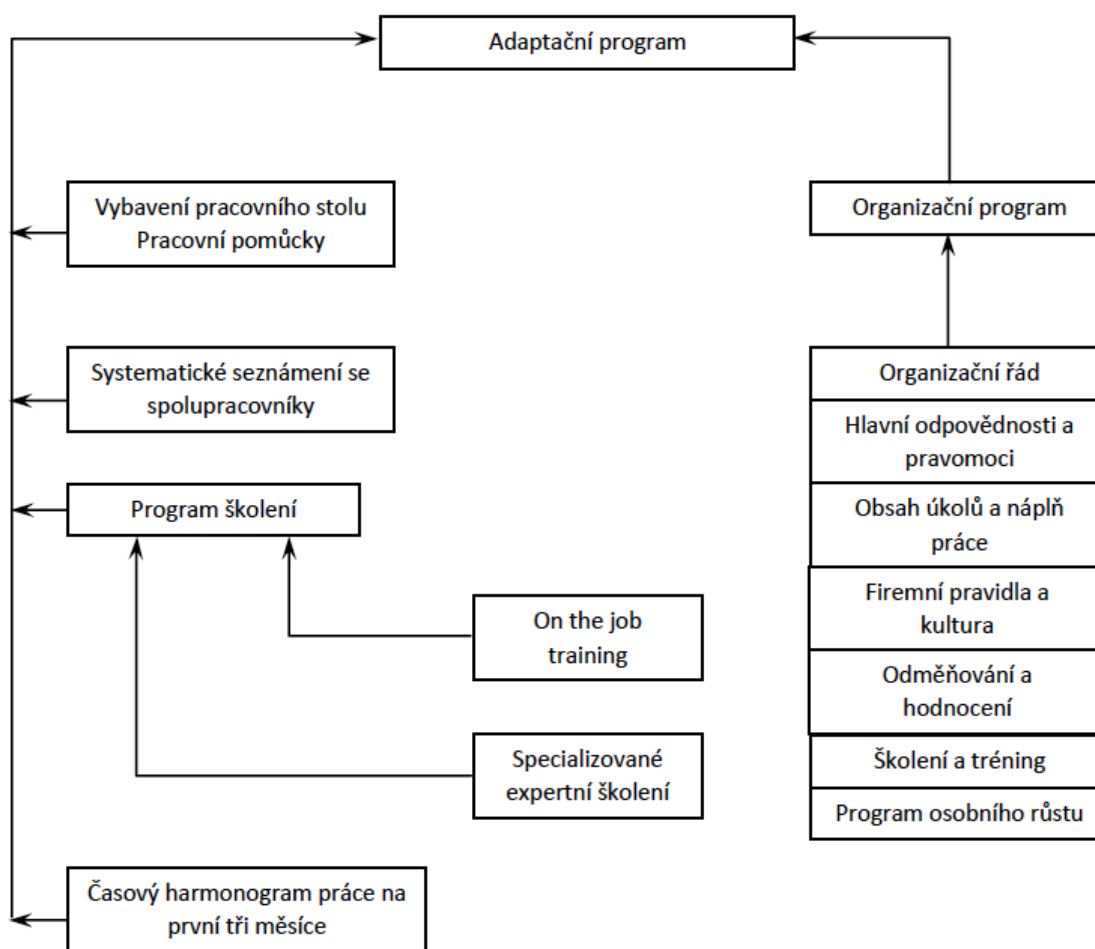 Adaptační program
Vybavení pracovního stolu
Pracovní pomůcky
Systematické seznámení se
spolupracovníky
Program školení
On the job
training
Specializované
expertní školení
Časový harmonogram práce na
první tři měsíce
Organizační program
Organizační řád
Hlavní odpovědnosti a
pravomoci
Obsah úkolů a náplň
práce
Firemní pravidla a
kultura
Odměňování a
hodnocení
Školení a tréning
Program osobního růstu